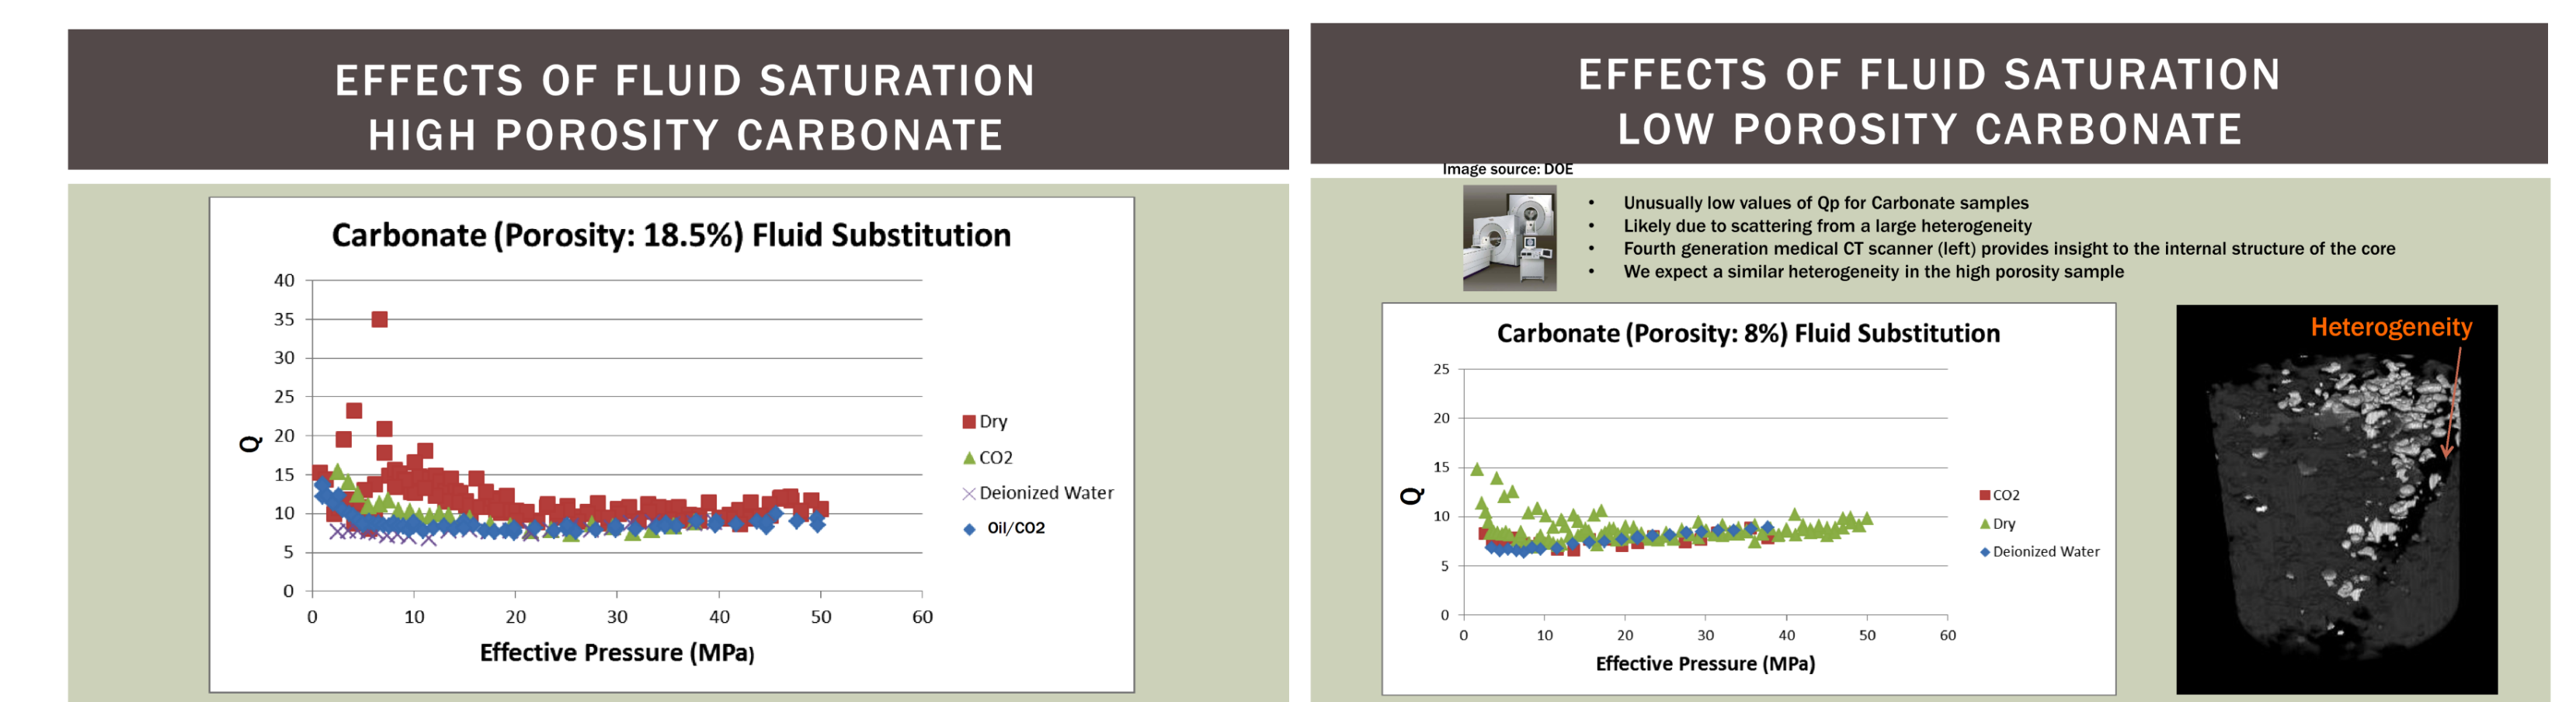 EFFECTS OF FLUID SATURATION
HIGH POROSITY CARBONATE
Carbonate (Porosity: 18.5%) Fluid Substitution
40
35
30
25
20
15
10
5
0
Q
0 10 20 30 40 50 60
Effective Pressure (MPa)
Dry
CO2
Deionized Water
Oil/CO2
EFFECTS OF FLUID SATURATION
LOW POROSITY CARBONATE
Image source: DOE
• Unusually low values of Qp for Carbonate samples
• Likely due to scattering from a large heterogeneity
• Fourth generation medical CT scanner (left) provides insight to the internal structure of the core
• We expect a similar heterogeneity in the high porosity sample
Carbonate (Porosity: 8%) Fluid Substitution
25
20
15
10
5
0
Q
0 10 20 30 40 50 60
Effective Pressure (MPa)
CO2
Dry
Deionized Water
Heterogeneity